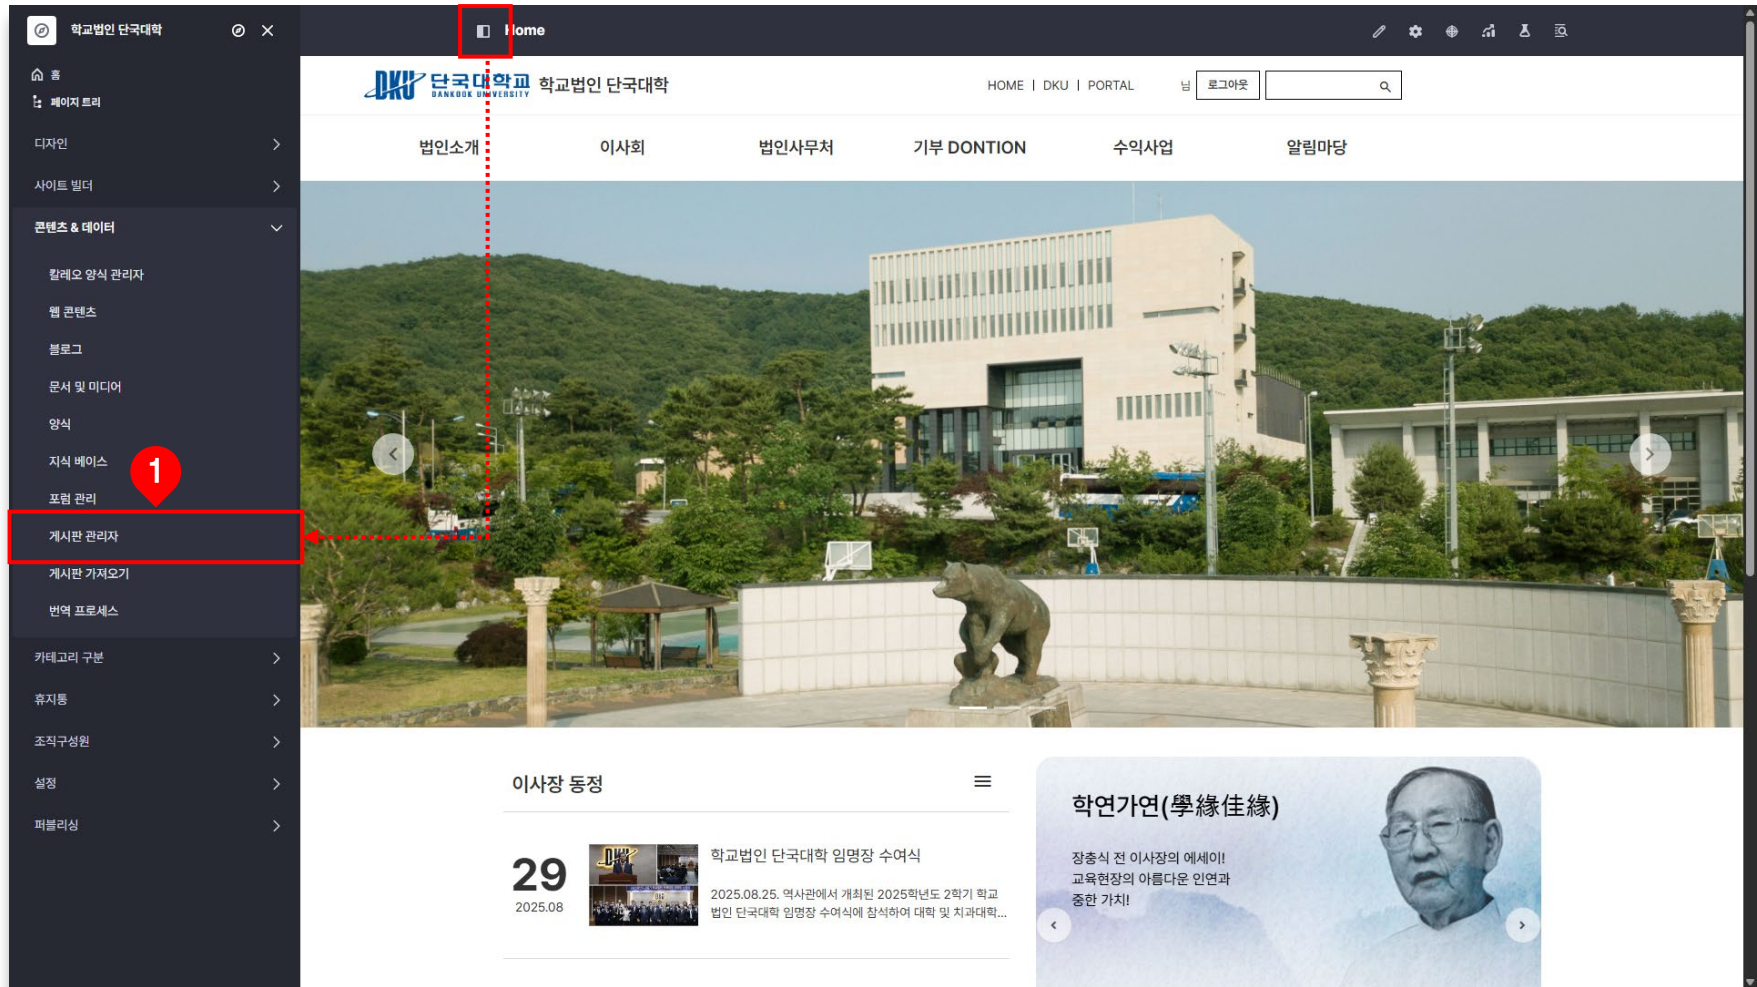 학교법인 단국대학
Home
홈
페이지 트리
디자인
사이트 빌더
콘텐츠 & 데이터
칼레오 양식 관리자
웹 콘텐츠
블로그
문서 및 미디어
양식
지식 베이스
1
포럼 관리
게시판 관리자
게시판 가져오기
번역 프로세스
카테고리 구분
휴지통
조직구성원
설정
퍼블리싱
DKU 단국대학교 학교법인 단국대학
DANKOOK UNIVERSITY
HOME | DKU | PORTAL 님 로그아웃
법인소개 이사회 법인사무처 기부 DONTION 수익사업 알림마당
이사장 동정
29
2025.08
학교법인 단국대학 임명장 수여식
2025.08.25. 역사관에서 개최된 2025학년도 2학기 학교
법인 단국대학 임명장 수여식에 참석하여 대학 및 치과대학...
학연가연(學緣佳緣)
장충식 전 이사장의 에세이!
교육현장의 아름다운 인연과
중한 가치!